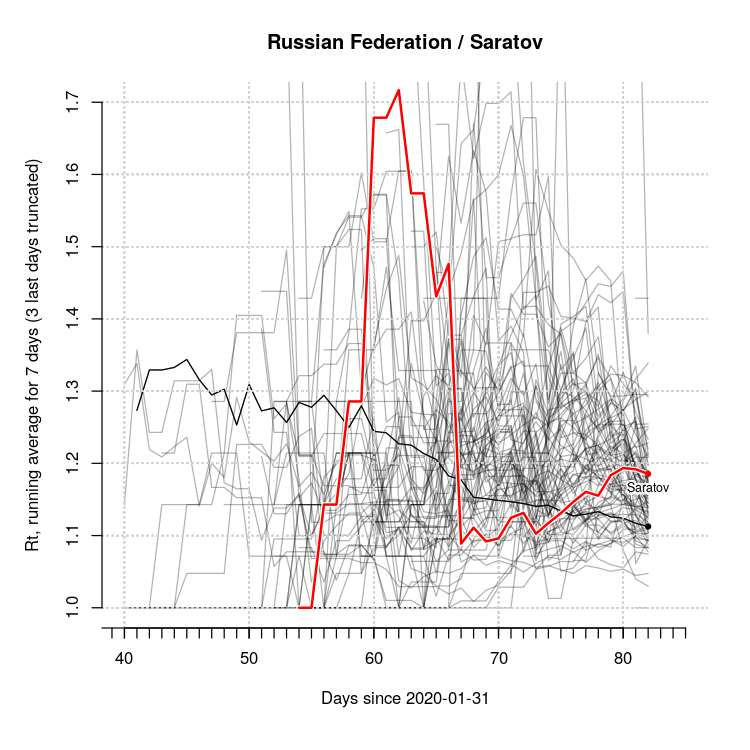 Russian Federation / Saratov
Rt, running average for 7 days (3 last days truncated)
1.7
1.6
1.5
1.4
1.3
1.2
1.1
1.0
Saratov
40 50 60 70 80
Days since 2020-01-31